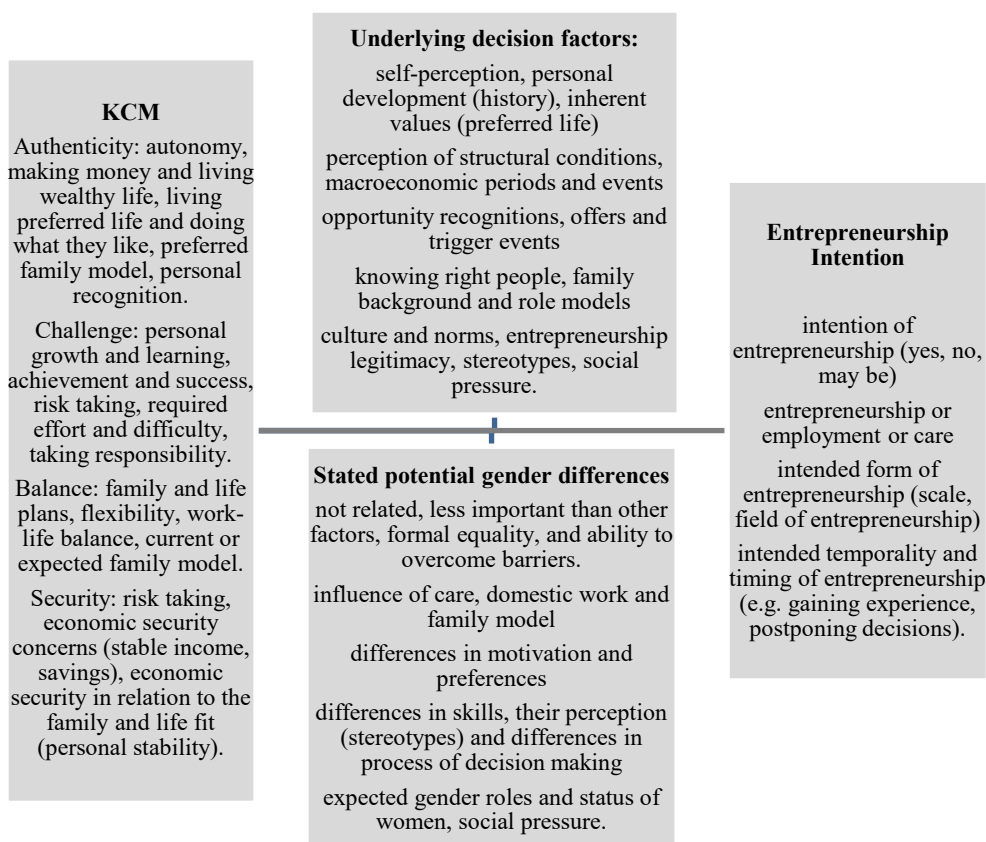 KCM
Authenticity: autonomy,
making money and living
wealthy life, living
preferred life and doing
what they like, preferred
family model, personal
recognition.
Challenge: personal
growth and learning,
achievement and success,
risk taking, required
effort and difficulty,
taking responsibility.
Balance: family and life
plans, flexibility, work-
life balance, current or
expected family model.
Security: risk taking,
economic security
concerns (stable income,
savings), economic
security in relation to the
family and life fit
(personal stability).
Underlying decision factors:
self-perception, personal
development (history), inherent
values (preferred life)
perception of structural conditions,
macroeconomic periods and events
opportunity recognitions, offers and
trigger events
knowing right people, family
background and role models
culture and norms, entrepreneurship
legitimacy, stereotypes, social
pressure.
Stated potential gender differences
not related, less important than other
factors, formal equality, and ability to
overcome barriers.
influence of care, domestic work and
family model
differences in motivation and
preferences
differences in skills, their perception
(stereotypes) and differences in
process of decision making
expected gender roles and status of
women, social pressure.
Entrepreneurship
Intention
intention of
entrepreneurship (yes, no,
may be)
entrepreneurship or
employment or care
intended form of
entrepreneurship (scale,
field of entrepreneurship)
intended temporality and
timing of entrepreneurship
(e.g. gaining experience,
postponing decisions).